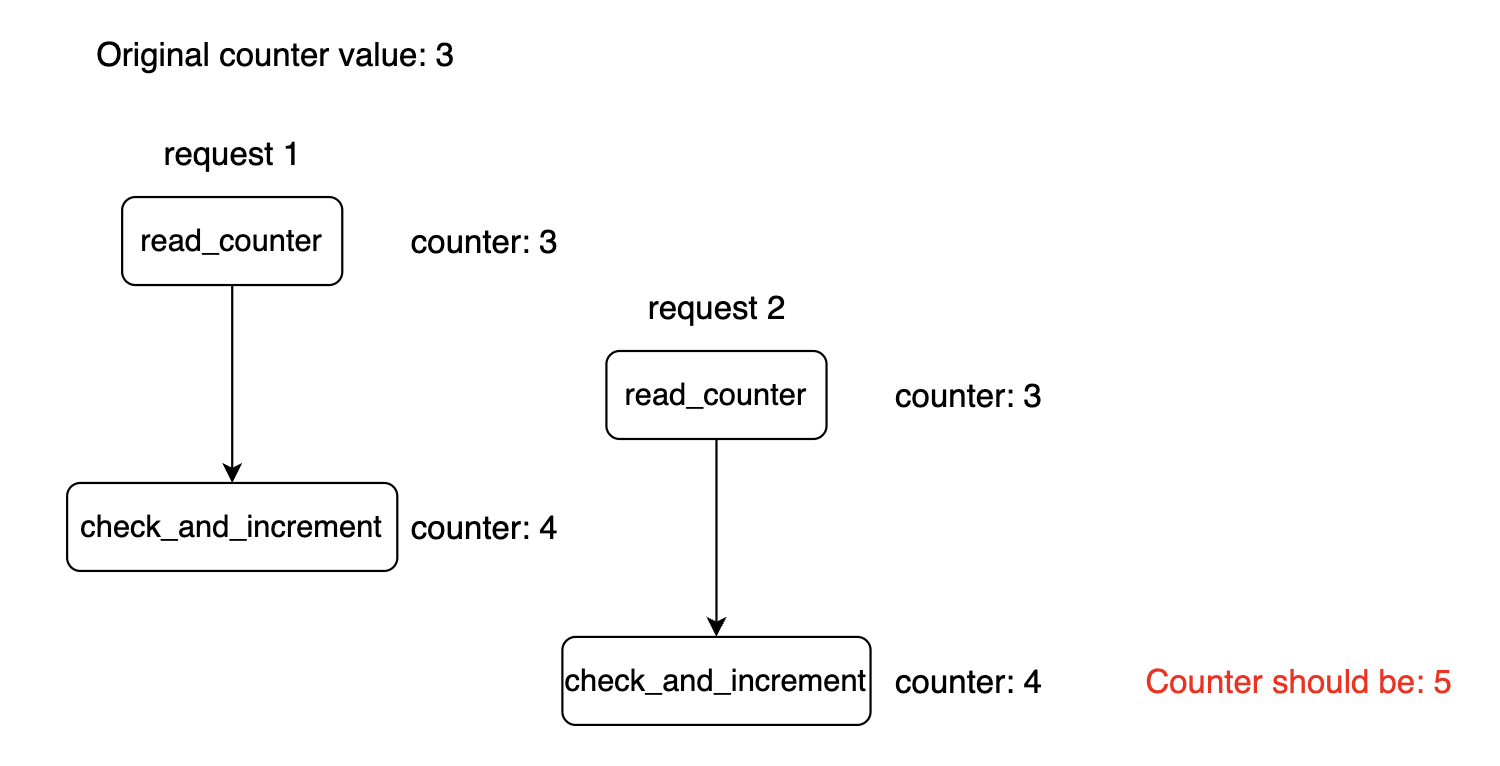 Original counter value: 3
request 1
read_counter
counter: 3
request 2
read_counter
counter: 3
check_and_increment
counter: 4
check_and_increment
counter: 4
Counter should be: 5